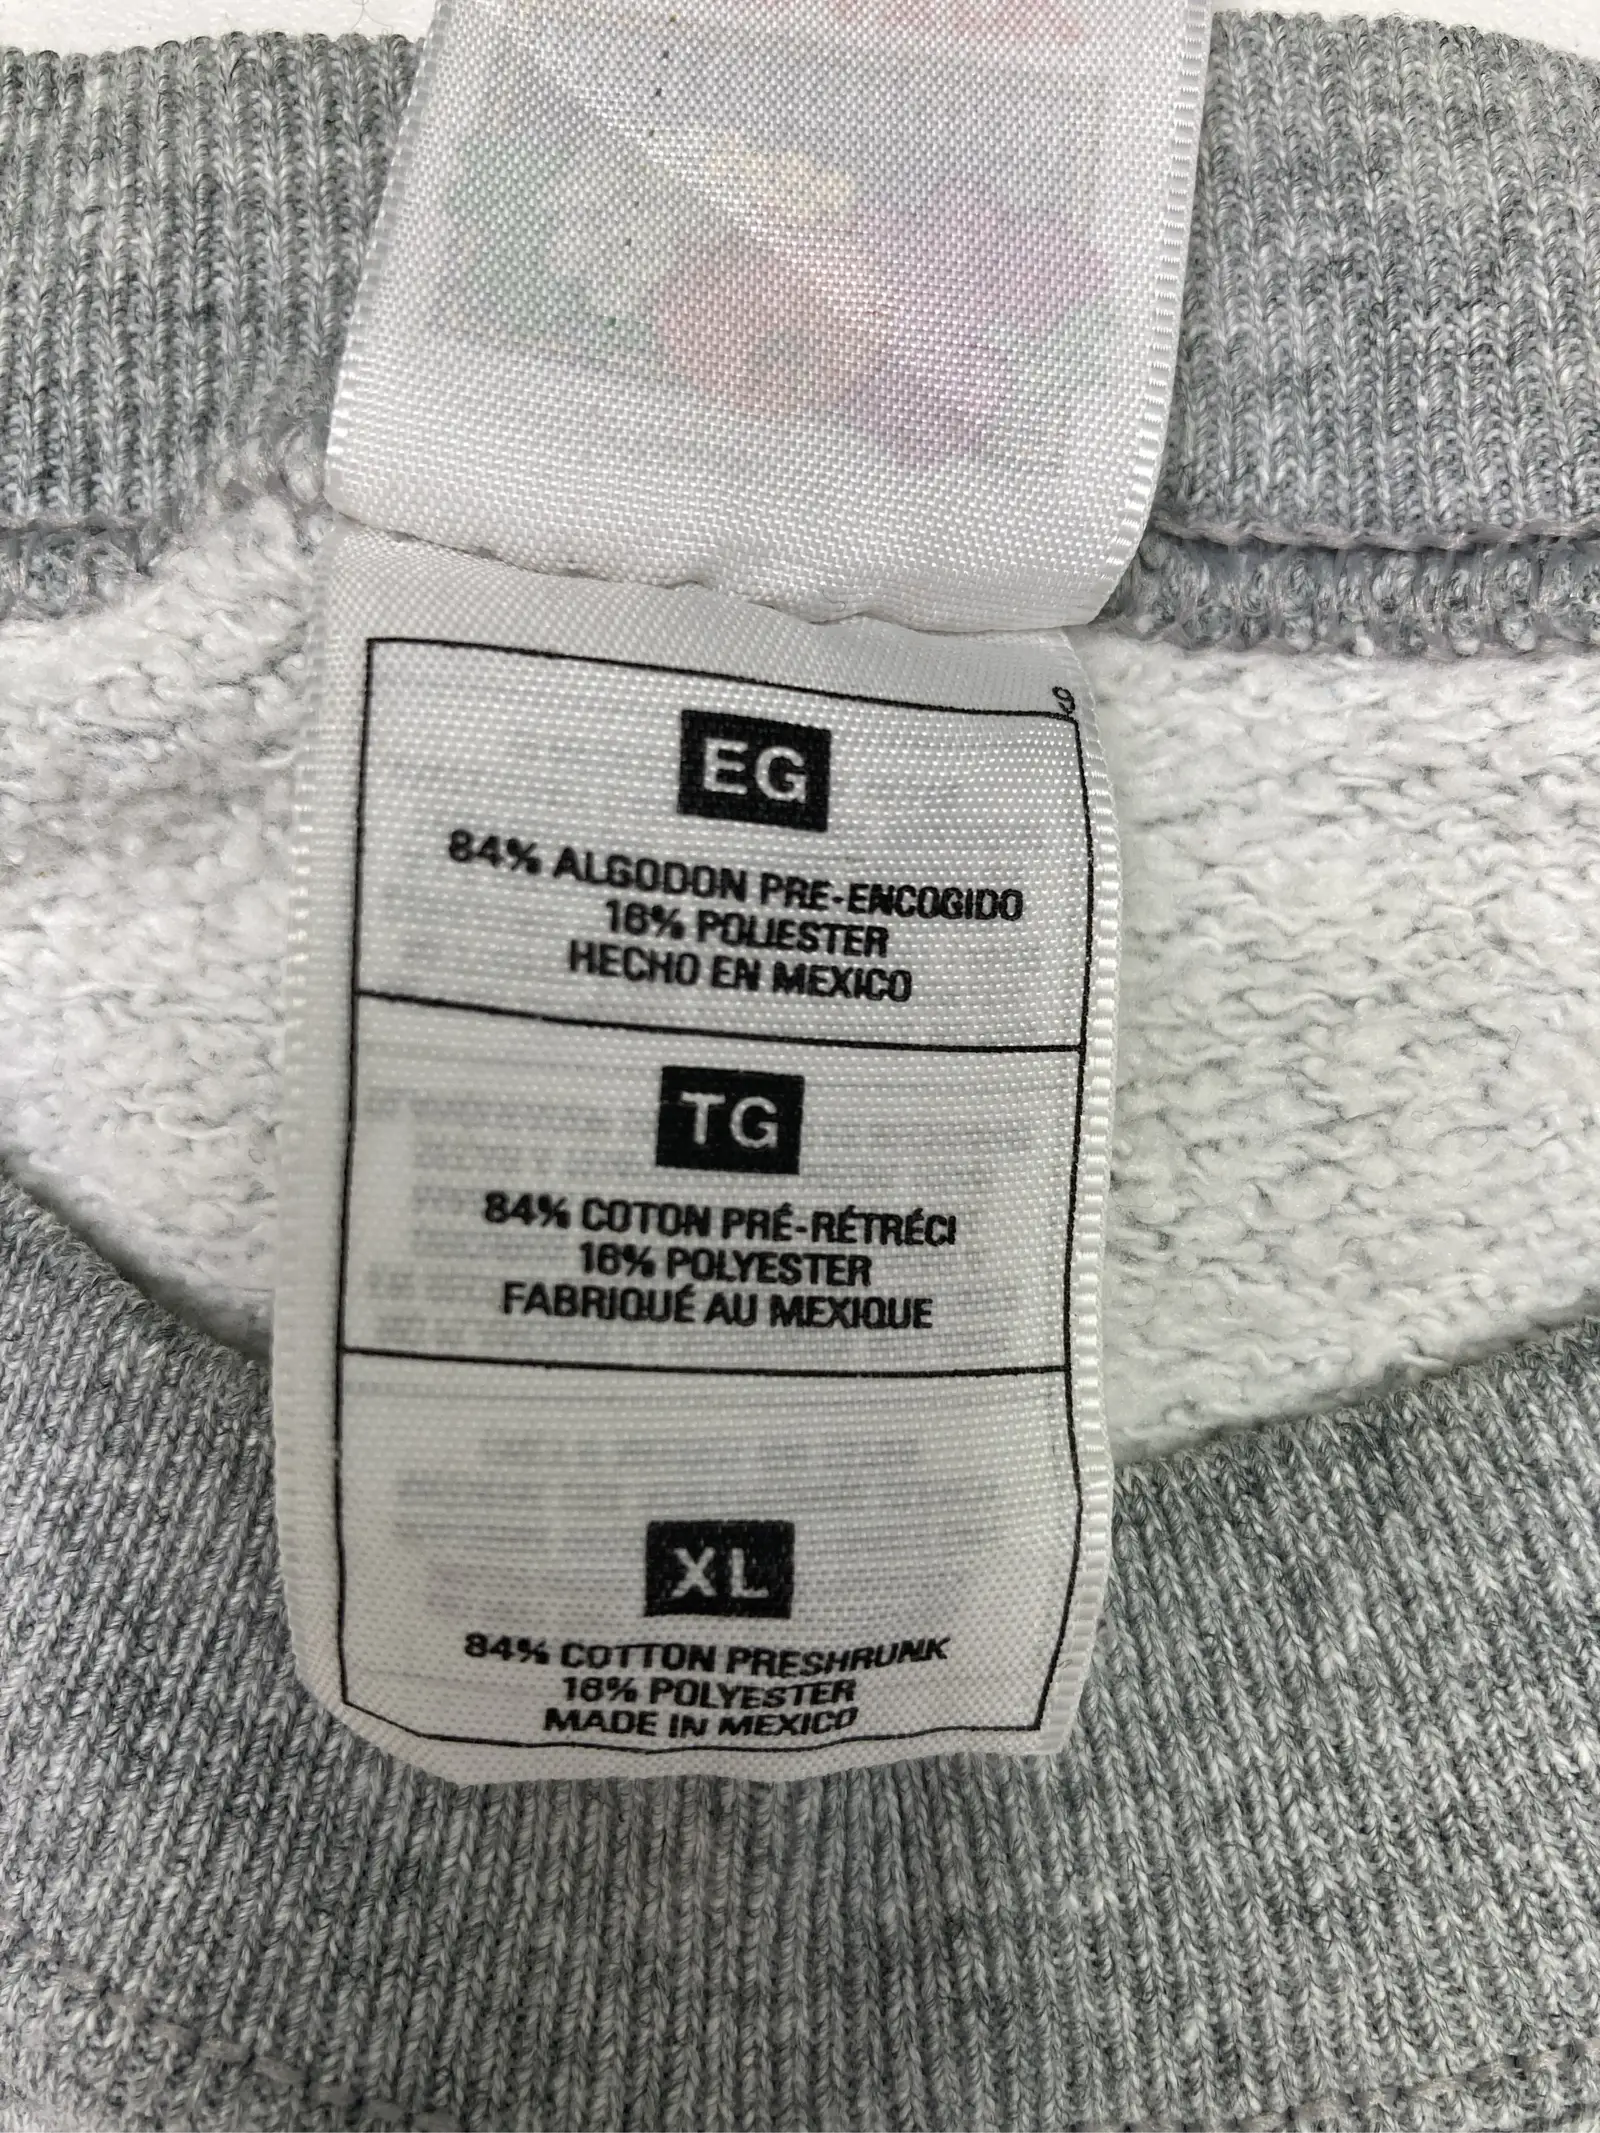 EG
84% ALGODON PRE-ENCOGIDO
16% POLIESTER
HECHO EN MEXICO
TG
84% COTON PRÉ-RÉTRÉCI
16% POLYESTER
FABRIQUÉ AU MEXIQUE
XL
84% COTTON PRESHRUNK
16% POLYESTER
MADE IN MEXICO